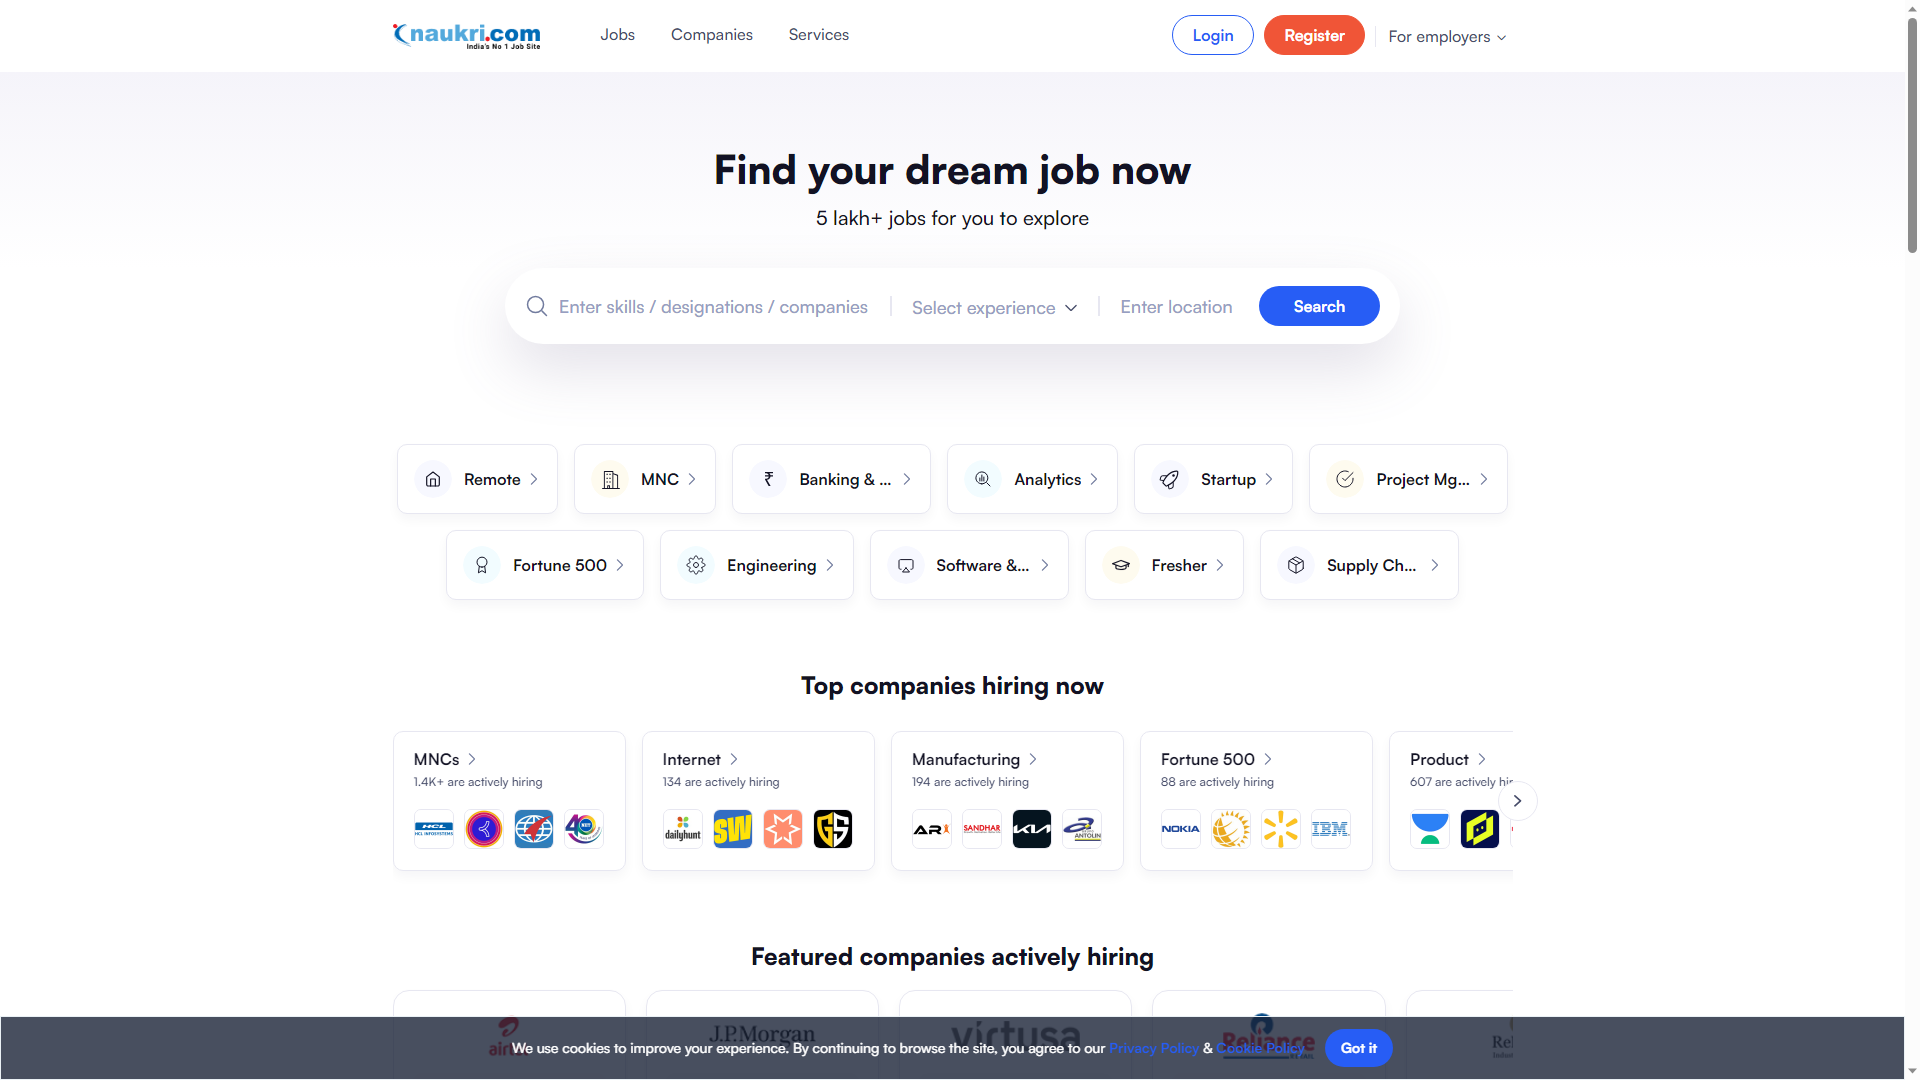 naukri.com
India's No 1 Job Site
Jobs
Companies
Services
Login
Register
For employers
Find your dream job now
5 lakh+ jobs for you to explore
Enter skills / designations / companies
Select experience
Enter location
Search
Remote
MNC
Banking & ...
Analytics
Startup
Project Mg...
Fortune 500
Engineering
Software &...
Fresher
Supply Ch...
Top companies hiring now
MNCs
1.4K+ are actively hiring
HCL
HCL INFOSYSTEMS
Internet
134 are actively hiring
dailyhunt
SW
GS
Manufacturing
194 are actively hiring
SANDHAR
KIA
ANTOLIN
Fortune 500
88 are actively hiring
NOKIA
IBM
Product
607 are actively hir
Featured companies actively hiring
J.P.Morgan
virtusa
Reliance
We use cookies to improve your experience. By continuing to browse the site, you agree to our Privacy Policy & Cookie Policy.
Got it